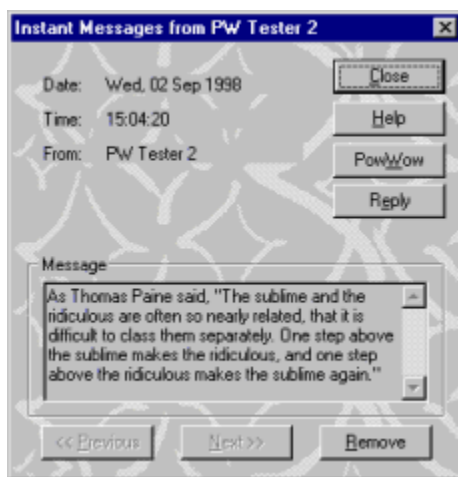 Instant Messages from PW Tester 2
Date: Wed, 02 Sep 1998
Close
Time: 15:04:20
Help
From: PW Tester 2
PowWow
Reply
Message
As Thomas Paine said, "The sublime and the
ridiculous are often so nearly related, that it is
difficult to class them separately. One step above
the sublime makes the ridiculous, and one step
above the ridiculous makes the sublime again."
<< Previous Next >> Remove